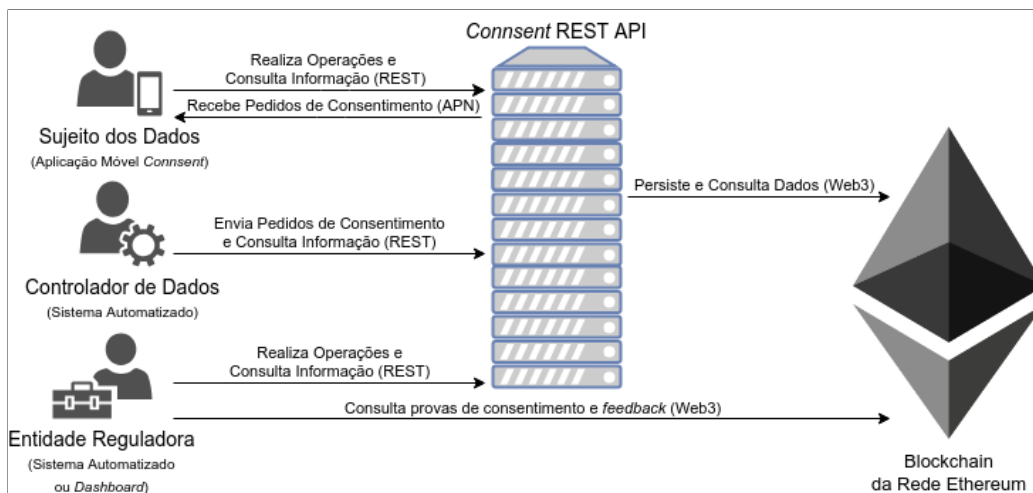 Connsent REST API
Realiza Operações e
Consulta Informação (REST)
Recebe Pedidos de Consentimento (APN)
Sujeito dos Dados
(Aplicação Móvel Connsent)
Persiste e Consulta Dados (Web3)
Envia Pedidos de Consentimento
e Consulta Informação (REST)
Controlador de Dados
(Sistema Automatizado)
Realiza Operações e
Consulta Informação (REST)
Consulta provas de consentimento e feedback (Web3)
Entidade Reguladora
(Sistema Automatizado
ou Dashboard)
Blockchain
da Rede Ethereum